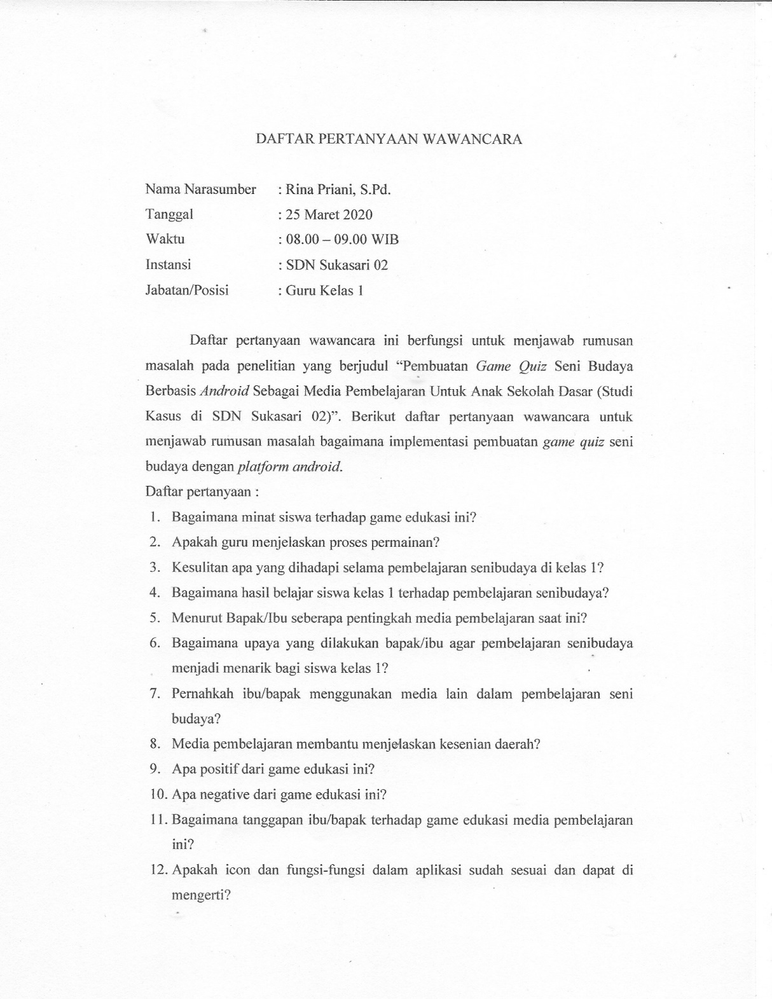 DAFTAR PERTANYAAN WAWANCARA
Nama Narasumber : Rina Priani, S.Pd.
Tanggal : 25 Maret 2020
Waktu : 08.00 – 09.00 WIB
Instansi : SDN Sukasari 02
Jabatan/Posisi : Guru Kelas 1
Daftar pertanyaan wawancara ini berfungsi untuk menjawab rumusan
masalah pada penelitian yang berjudul “Pembuatan Game Quiz Seni Budaya
Berbasis Android Sebagai Media Pembelajaran Untuk Anak Sekolah Dasar (Studi
Kasus di SDN Sukasari 02)”. Berikut daftar pertanyaan wawancara untuk
menjawab rumusan masalah bagaimana implementasi pembuatan game quiz seni
budaya dengan platform android.
Daftar pertanyaan :
1. Bagaimana minat siswa terhadap game edukasi ini?
2. Apakah guru menjelaskan proses permainan?
3. Kesulitan apa yang dihadapi selama pembelajaran senibudaya di kelas 1?
4. Bagaimana hasil belajar siswa kelas 1 terhadap pembelajaran senibudaya?
5. Menurut Bapak/Ibu seberapa pentingkah media pembelajaran saat ini?
6. Bagaimana upaya yang dilakukan bapak/ibu agar pembelajaran senibudaya
menjadi menarik bagi siswa kelas 1?
7. Pernahkah ibu/bapak menggunakan media lain dalam pembelajaran seni
budaya?
8. Media pembelajaran membantu menjelaskan kesenian daerah?
9. Apa positif dari game edukasi ini?
10. Apa negative dari game edukasi ini?
11. Bagaimana tanggapan ibu/bapak terhadap game edukasi media pembelajaran
ini?
12. Apakah icon dan fungsi-fungsi dalam aplikasi sudah sesuai dan dapat di
mengerti?